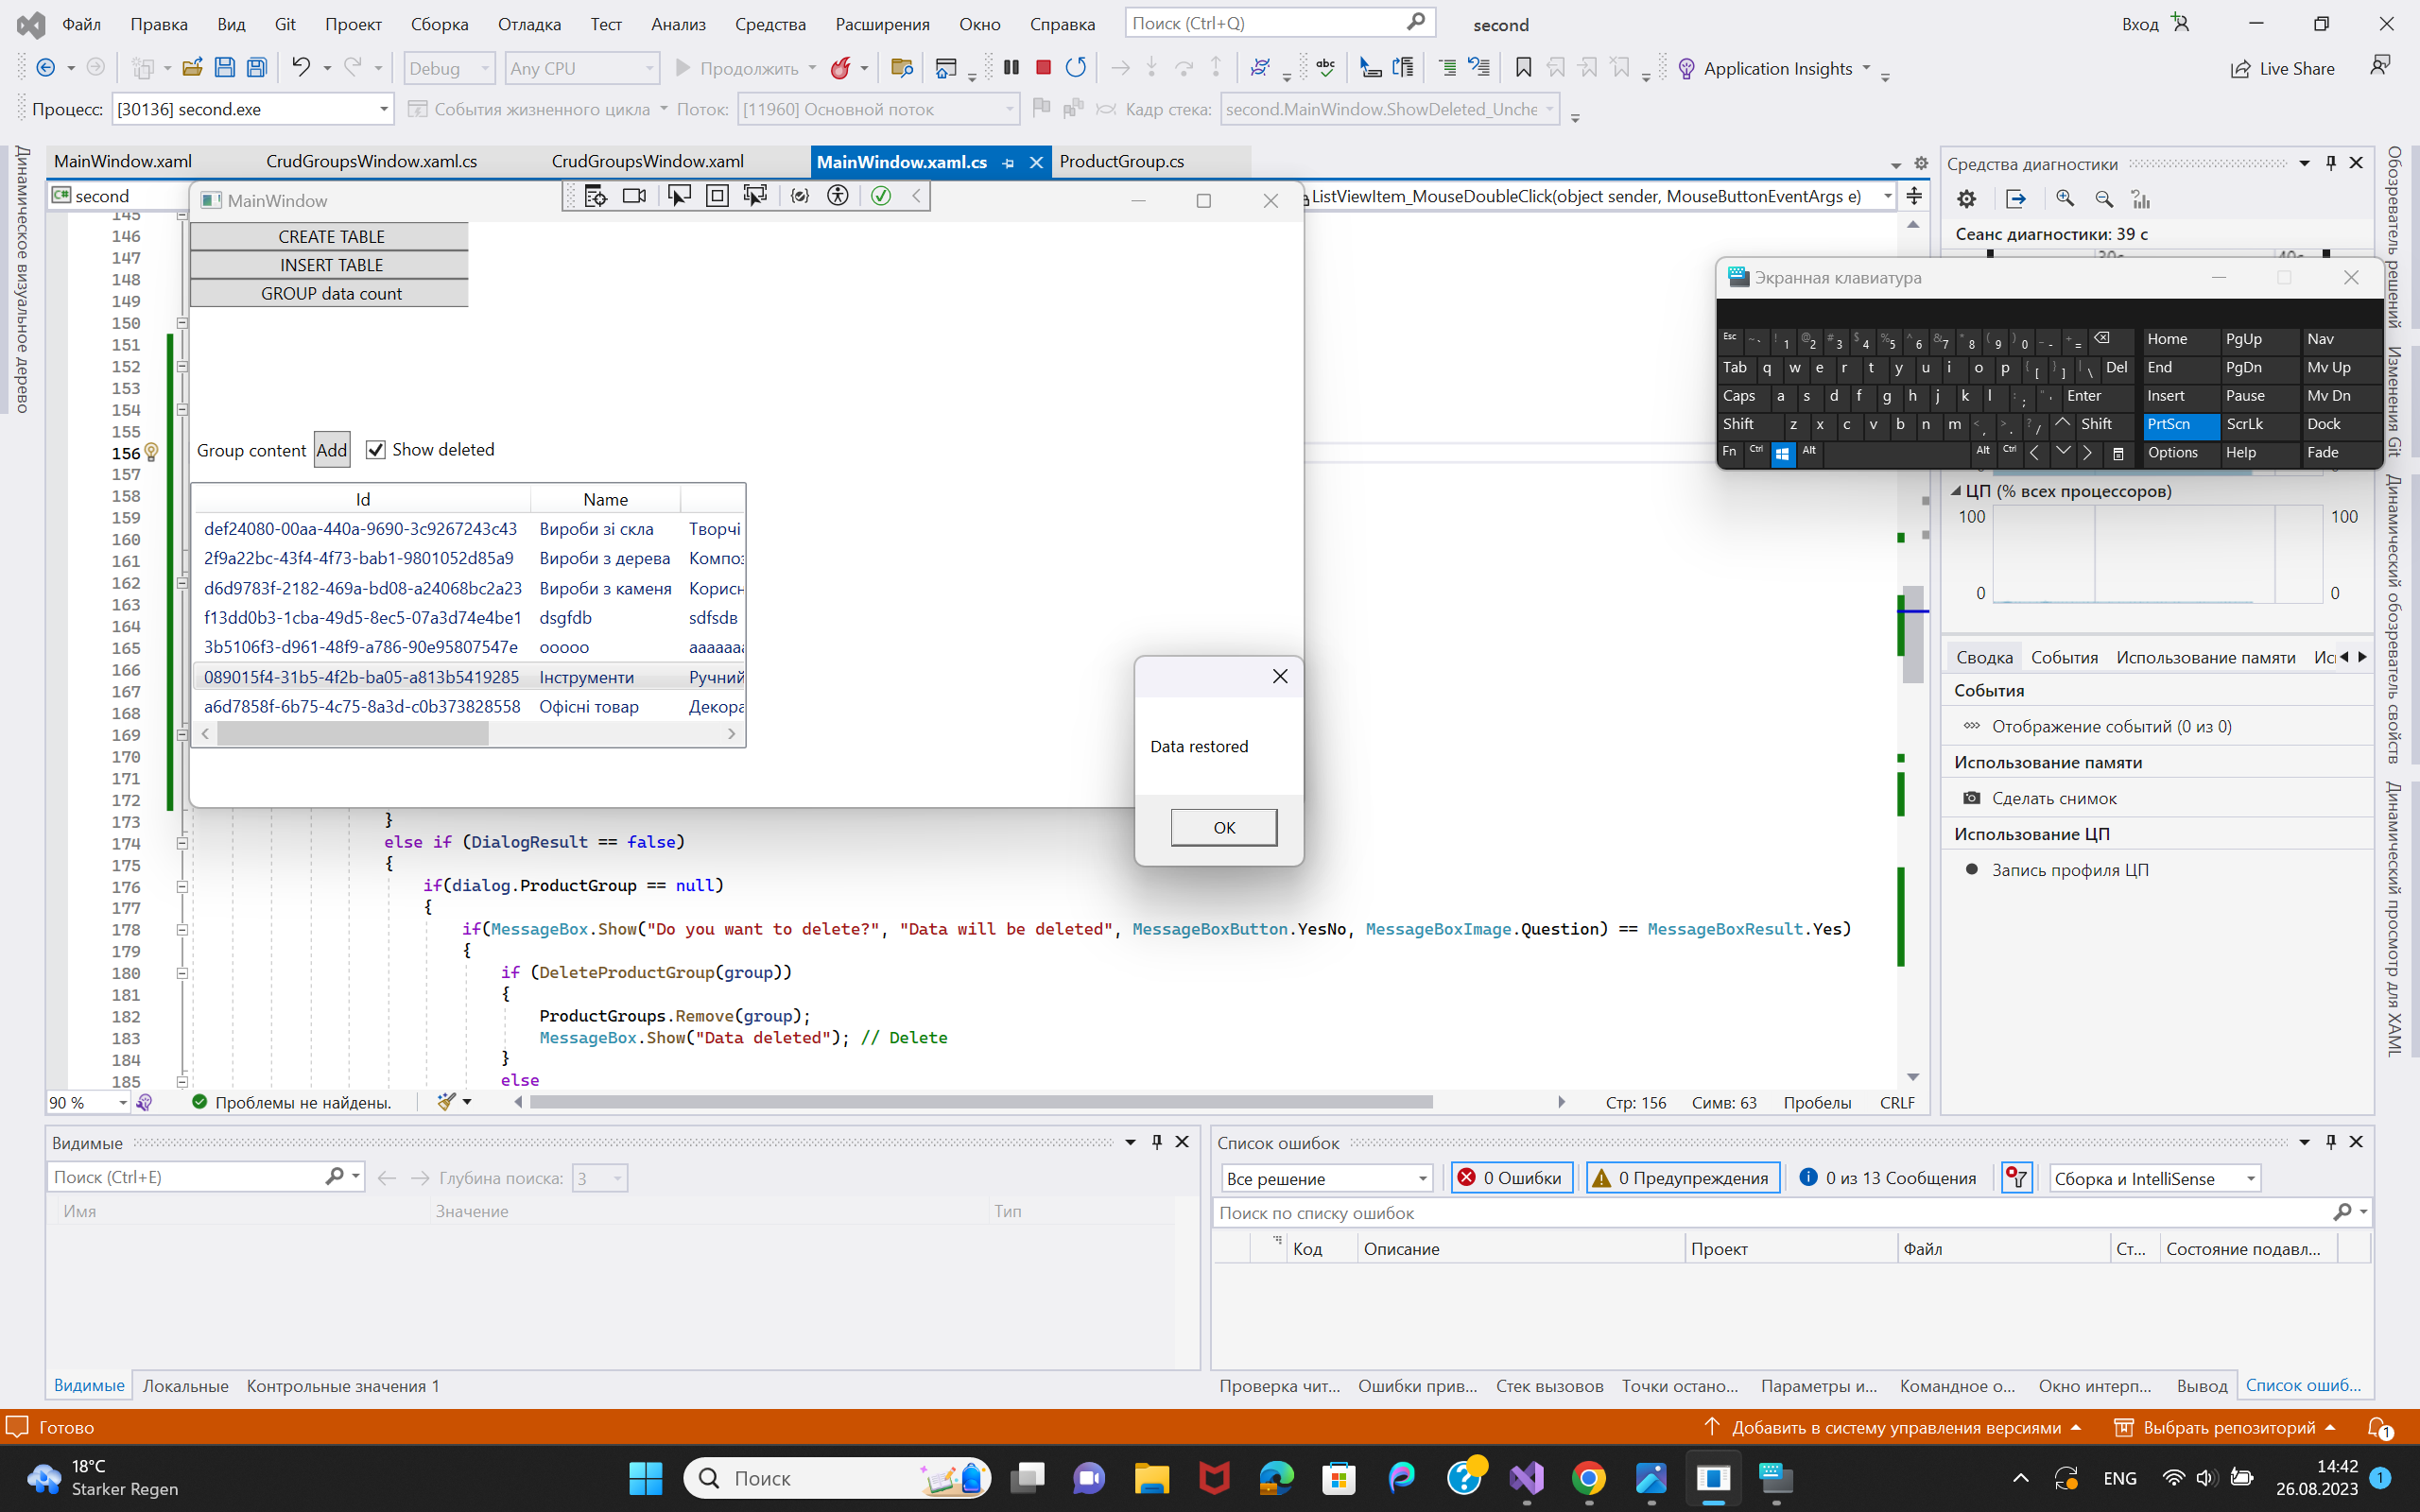 Файл Правка Вид Git Проект Сборка Отладка Тест Анализ Средства Расширения Окно Справка Поиск (Ctrl+Q) second Вход
Debug Any CPU Продолжить Application Insights Live Share
Процесс: [30136] second.exe События жизненного цикла Поток: [11960] Основной поток Кадр стека: second.MainWindow.ShowDeleted_Unche
MainWindow.xaml CrudGroupsWindow.xaml.cs CrudGroupsWindow.xaml MainWindow.xaml.cs ProductGroup.cs
second
ListViewItem_MouseDoubleClick(object sender, MouseButtonEventArgs e)
Динамическое визуальное дерево
MainWindow
CREATE TABLE
INSERT TABLE
GROUP data count
Group content Add Show deleted
Id Name
def24080-00aa-440a-9690-3c9267243c43 Вироби зі скла Творчі
2f9a22bc-43f4-4f73-bab1-9801052d85a9 Вироби з дерева Композ
d6d9783f-2182-469a-bd08-a24068bc2a23 Вироби з каменя Корисн
f13dd0b3-1cba-49d5-8ec5-07a3d74e4be1 dsgfdb sdfsdв
3b5106f3-d961-48f9-a786-90e95807547e ооооо ааааааа
089015f4-31b5-4f2b-ba05-a813b5419285 Інструменти Ручний
a6d7858f-6b75-4c75-8a3d-c0b373828558 Офісні товар Декора
Data restored
OK
145
146
147
148
149
150
151
152
153
154
155
156
157
158
159
160
161
162
163
164
165
166
167
168
169
170
171
172
173 }
174 else if (DialogResult == false)
175 {
176 if(dialog.ProductGroup == null)
177 {
178 if(MessageBox.Show("Do you want to delete?", "Data will be deleted", MessageBoxButton.YesNo, MessageBoxImage.Question) == MessageBoxResult.Yes)
179 {
180 if (DeleteProductGroup(group))
181 {
182 ProductGroups.Remove(group);
183 MessageBox.Show("Data deleted"); // Delete
184 }
185 else
90 % Проблемы не найдены. Стр: 156 Симв: 63 Пробелы CRLF
Средства диагностики
Сеанс диагностики: 39 с
30с 40с
Экранная клавиатура
Esc ~ ` ! 1 @ 2 # 3 $ 4 % 5 ^ 6 & 7 * 8 ( 9 ) 0 _ - + = Home PgUp Nav
Tab q w e r t y u i o p { [ } ] | \ Del End PgDn Mv Up
Caps a s d f g h j k l : ; " ' Enter Insert Pause Mv Dn
Shift z x c v b n m < , > . ? / Shift PrtScn ScrLk Dock
Fn Ctrl Alt Alt Ctrl Options Help Fade
ЦП (% всех процессоров)
100 100
0 0
Сводка События Использование памяти Ис
События
Отображение событий (0 из 0)
Использование памяти
Сделать снимок
Использование ЦП
Запись профиля ЦП
Обозреватель решений
Изменения Git
Динамический обозреватель свойств
Динамический просмотр для XAML
Видимые
Поиск (Ctrl+E) Глубина поиска: 3
Имя Значение Тип
Видимые Локальные Контрольные значения 1
Список ошибок
Все решение 0 Ошибки 0 Предупреждения 0 из 13 Сообщения Сборка и IntelliSense
Поиск по списку ошибок
Код Описание Проект Файл Ст... Состояние подавл...
Проверка чит... Ошибки прив... Стек вызовов Точки остано... Параметры и... Командное о... Окно интерп... Вывод Список ошиб...
Готово Добавить в систему управления версиями Выбрать репозиторий 1
18°C
Starker Regen
Поиск
ENG
14:42
26.08.2023
1